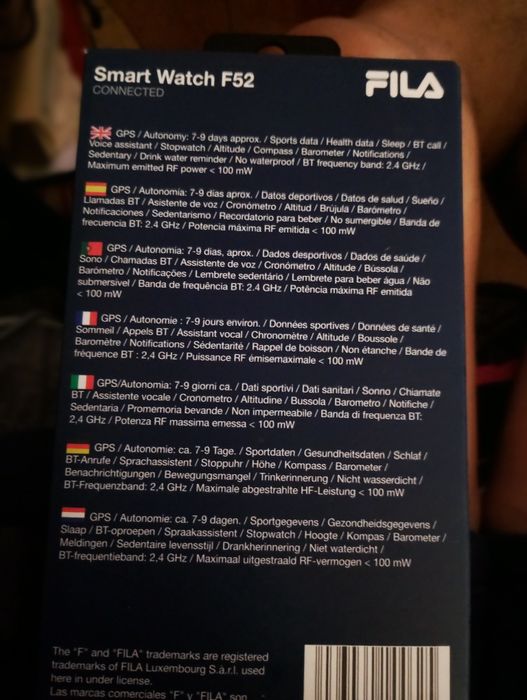 Smart Watch F52
CONNECTED
FILA
GPS / Autonomy: 7-9 days approx. / Sports data / Health data / Sleep / BT call /
Voice assistant / Stopwatch / Altitude / Compass / Barometer / Notifications /
Sedentary / Drink water reminder / No waterproof / BT frequency band: 2.4 GHz /
Maximum emitted RF power < 100 mW
GPS / Autonomía: 7-9 días aprox. / Datos deportivos / Datos de salud / Sueño /
Llamadas BT / Asistente de voz / Cronómetro / Altitud / Brújula / Barómetro /
Notificaciones / Sedentarismo / Recordatorio para beber / No sumergible / Banda de
frecuencia BT: 2.4 GHz / Potencia máxima RF emitida < 100 mW
GPS / Autonomia: 7-9 dias, aprox. / Dados desportivos / Dados de saúde /
Sono / Chamadas BT / Assistente de voz / Cronómetro / Altitude / Bússola /
Barómetro / Notificações / Lembrete sedentário / Lembrete para beber água / Não
submersível / Banda de frequência BT: 2.4 GHz / Potência máxima RF emitida
< 100 mW
GPS / Autonomie : 7-9 jours environ. / Données sportives / Données de santé /
Sommeil / Appels BT / Assistant vocal / Chronomètre / Altitude / Boussole /
Baromètre / Notifications / Sédentarité / Rappel de boisson / Non étanche / Bande de
fréquence BT : 2,4 GHz / Puissance RF émisemaximale < 100 mW
GPS/Autonomia: 7-9 giorni ca. / Dati sportivi / Dati sanitari / Sonno / Chiamate
BT / Assistente vocale / Cronometro / Altitudine / Bussola / Barometro / Notifiche /
Sedentaria / Promemoria bevande / Non impermeabile / Banda di frequenza BT:
2,4 GHz / Potenza RF massima emessa < 100 mW
GPS / Autonomie: ca. 7-9 Tage. / Sportdaten / Gesundheitsdaten / Schlaf /
BT-Anrufe / Sprachassistent / Stoppuhr / Höhe / Kompass / Barometer /
Benachrichtigungen / Bewegungsmangel / Trinkerinnerung / Nicht wasserdicht /
BT-Frequenzband: 2,4 GHz / Maximale abgestrahlte HF-Leistung < 100 mW
GPS / Autonomie: ca. 7-9 dagen. / Sportgegevens / Gezondheidsgegevens /
Slaap / BT-oproepen / Spraakassistent / Stopwatch / Hoogte / Kompas / Barometer /
Meldingen / Sedentaire levensstijl / Drankherinnering / Niet waterdicht /
BT-frequentieband: 2,4 GHz / Maximaal uitgestraald RF-vermogen < 100 mW
The "F" and "FILA" trademarks are registered
trademarks of FILA Luxembourg S.a.r.l. used
here in under license.
Las marcas comerciales "F" y "FILA" son